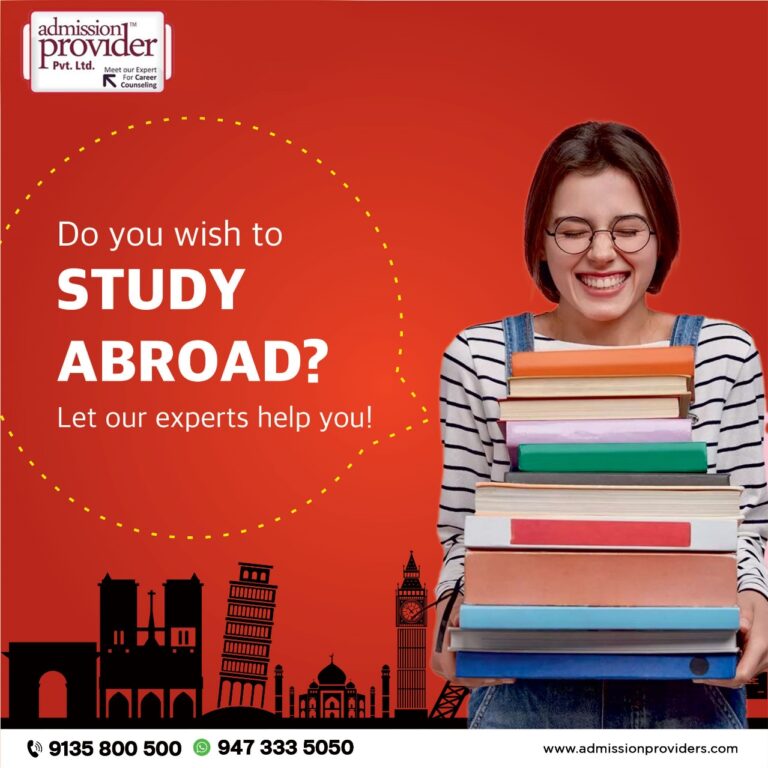 admission™
provider
Pvt. Ltd.
Meet our Expert
For Career
Counseling
Do you wish to
STUDY
ABROAD?
Let our experts help you!
9135 800 500 947 333 5050
www.admissionproviders.com